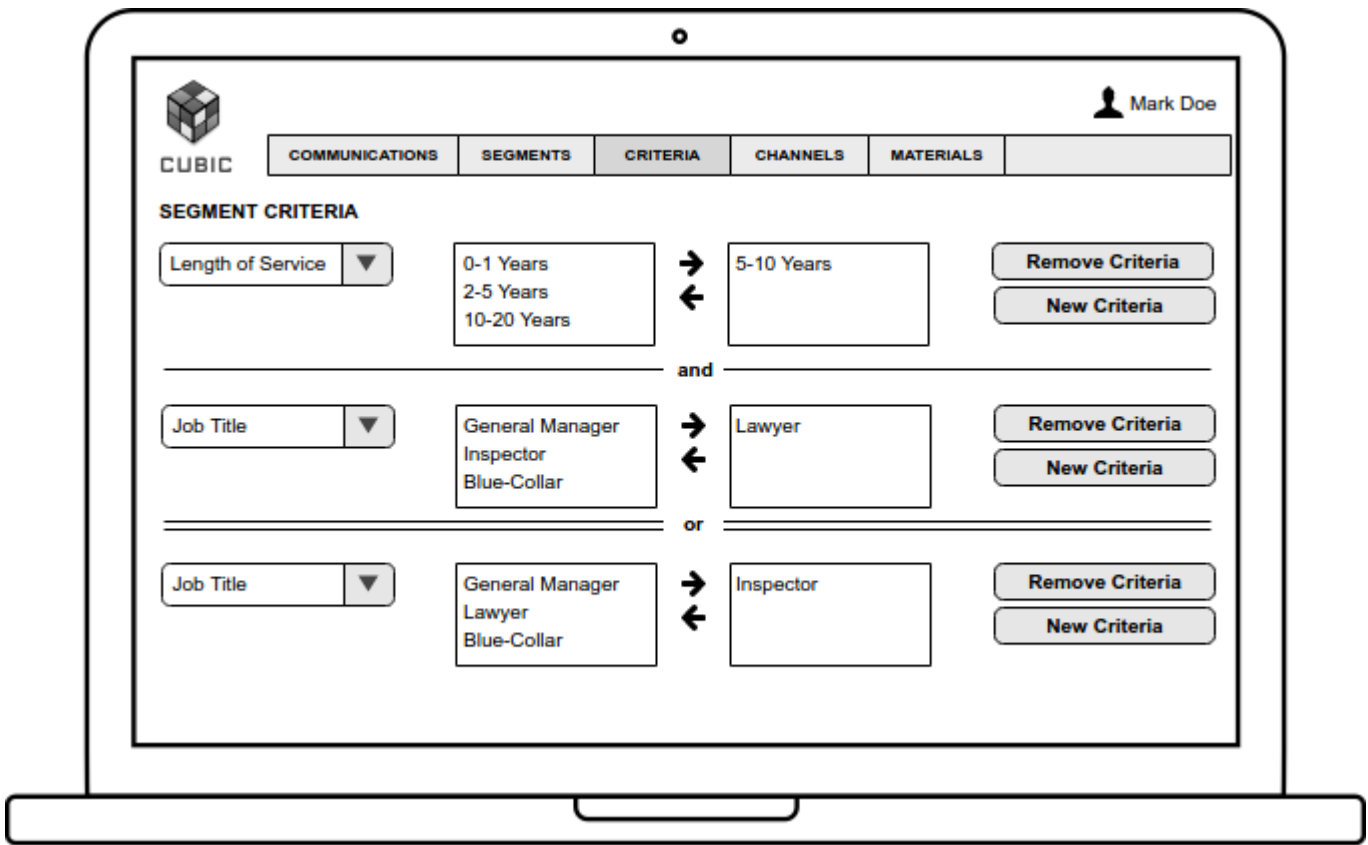 Mark Doe
CUBIC
COMMUNICATIONS SEGMENTS CRITERIA CHANNELS MATERIALS
SEGMENT CRITERIA
Length of Service
0-1 Years
2-5 Years
10-20 Years
5-10 Years
Remove Criteria
New Criteria
and
Job Title
General Manager
Inspector
Blue-Collar
Lawyer
Remove Criteria
New Criteria
or
Job Title
General Manager
Lawyer
Blue-Collar
Inspector
Remove Criteria
New Criteria